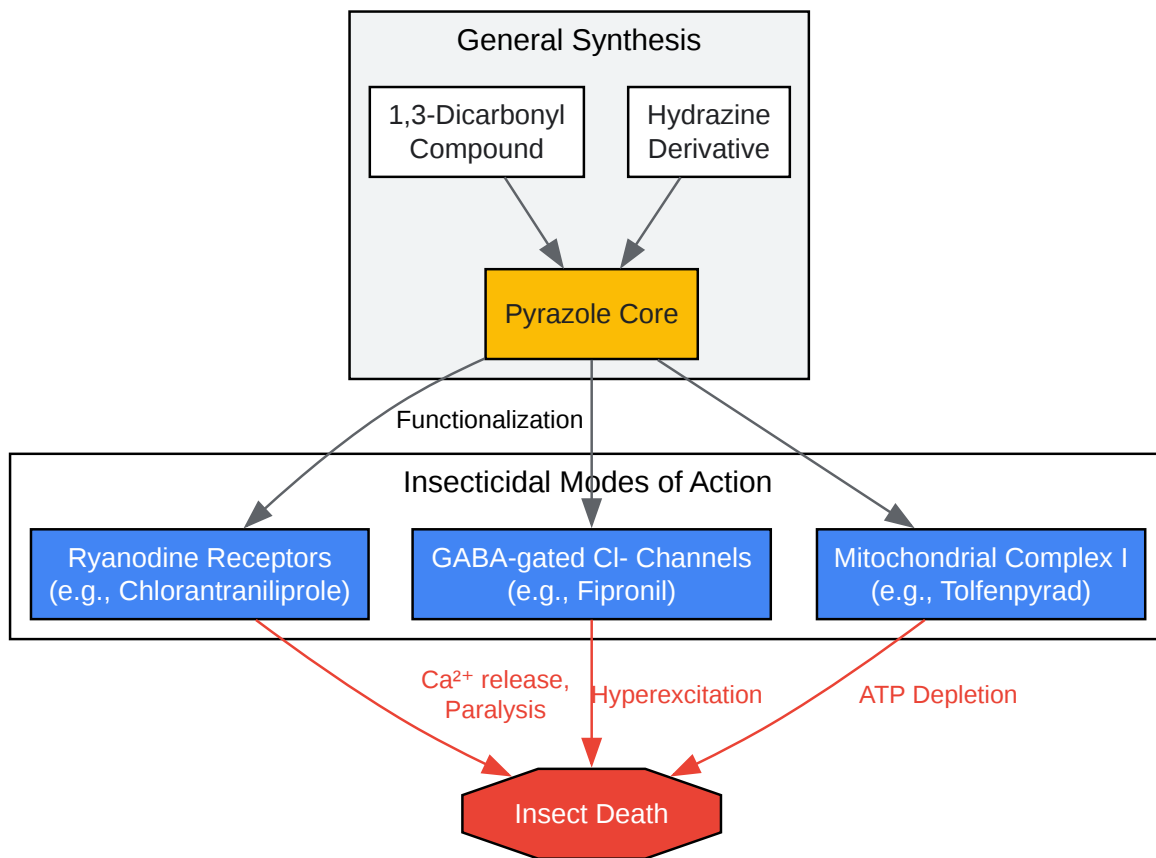 General Synthesis
1,3-Dicarbonyl
Compound
Hydrazine
Derivative
Pyrazole Core
Functionalization
Insecticidal Modes of Action
Ryanodine Receptors
(e.g., Chlorantraniliprole)
GABA-gated Cl- Channels
(e.g., Fipronil)
Mitochondrial Complex I
(e.g., Tolfenpyrad)
Ca²⁺ release,
Paralysis
Hyperexcitation
ATP Depletion
Insect Death